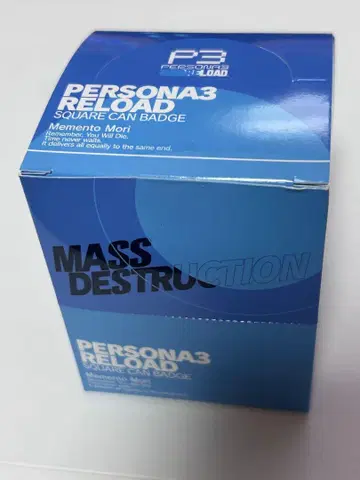 P3
PERSONA3
RELOAD
PERSONA3
RELOAD
SQUARE CAN BADGE
Memento Mori
Remember, You Will Die.
Time never waits.
It delivers all equally to the same end.
MASS
DESTRUCTION
PERSONA3
RELOAD
SQUARE CAN BADGE
Memento Mori